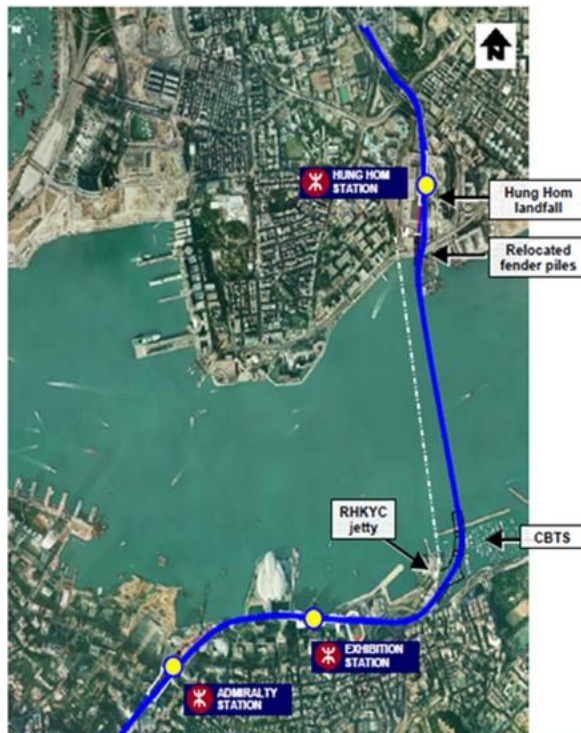 N
HUNG HOM
STATION
Hung Hom
landfall
Relocated
fender piles
RHKYC
jetty
CBTS
EXHIBITION
STATION
ADMIRALTY
STATION